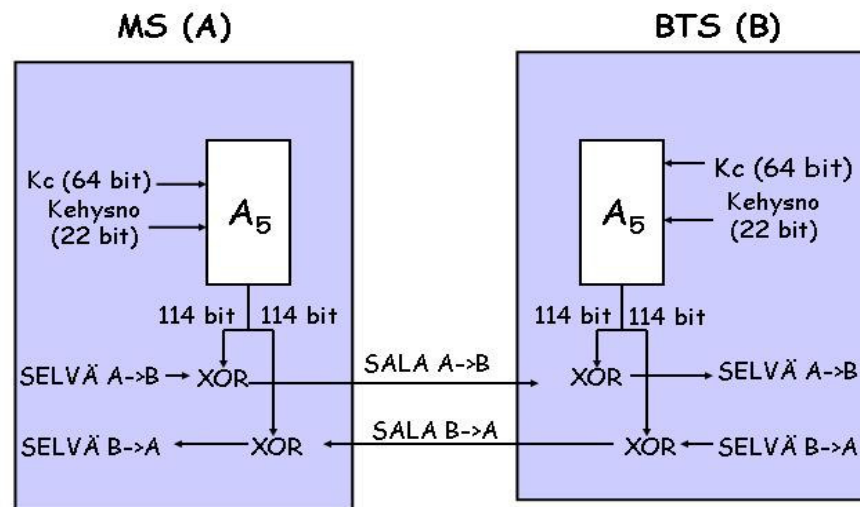 MS (A)
BTS (B)
Kc (64 bit)
Kehysno
(22 bit)
A5
114 bit 114 bit
SELVÄ A->B
XOR
SELVÄ B->A
XOR
SALA A->B
SALA B->A
A5
Kc (64 bit)
Kehysno
(22 bit)
114 bit 114 bit
XOR
SELVÄ A->B
XOR
SELVÄ B->A